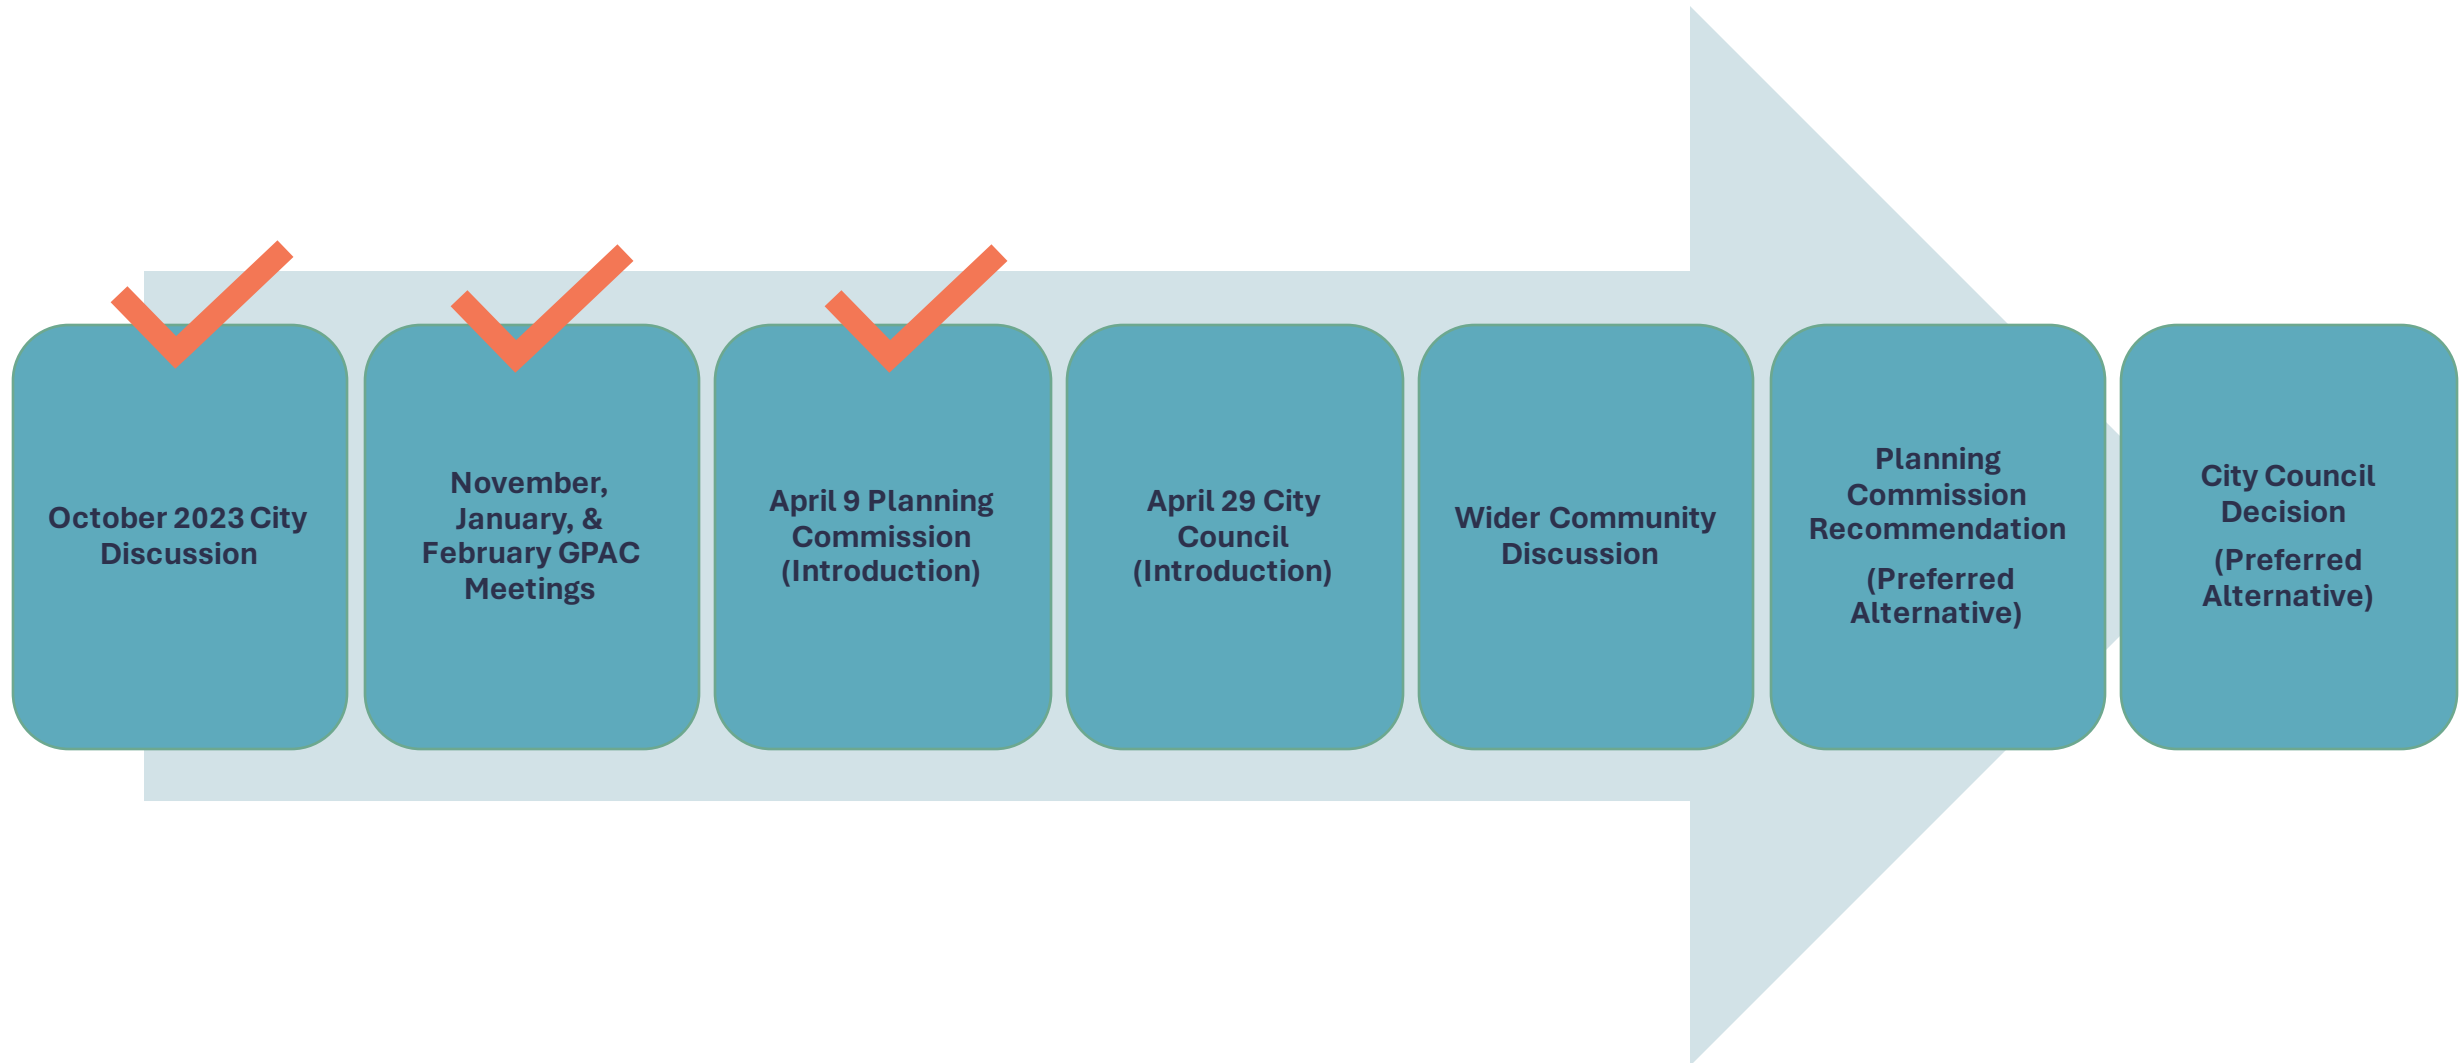 October 2023 City
Discussion
November,
January, &
February GPAC
Meetings
April 9 Planning
Commission
(Introduction)
April 29 City
Council
(Introduction)
Wider Community
Discussion
Planning
Commission
Recommendation
(Preferred
Alternative)
City Council
Decision
(Preferred
Alternative)